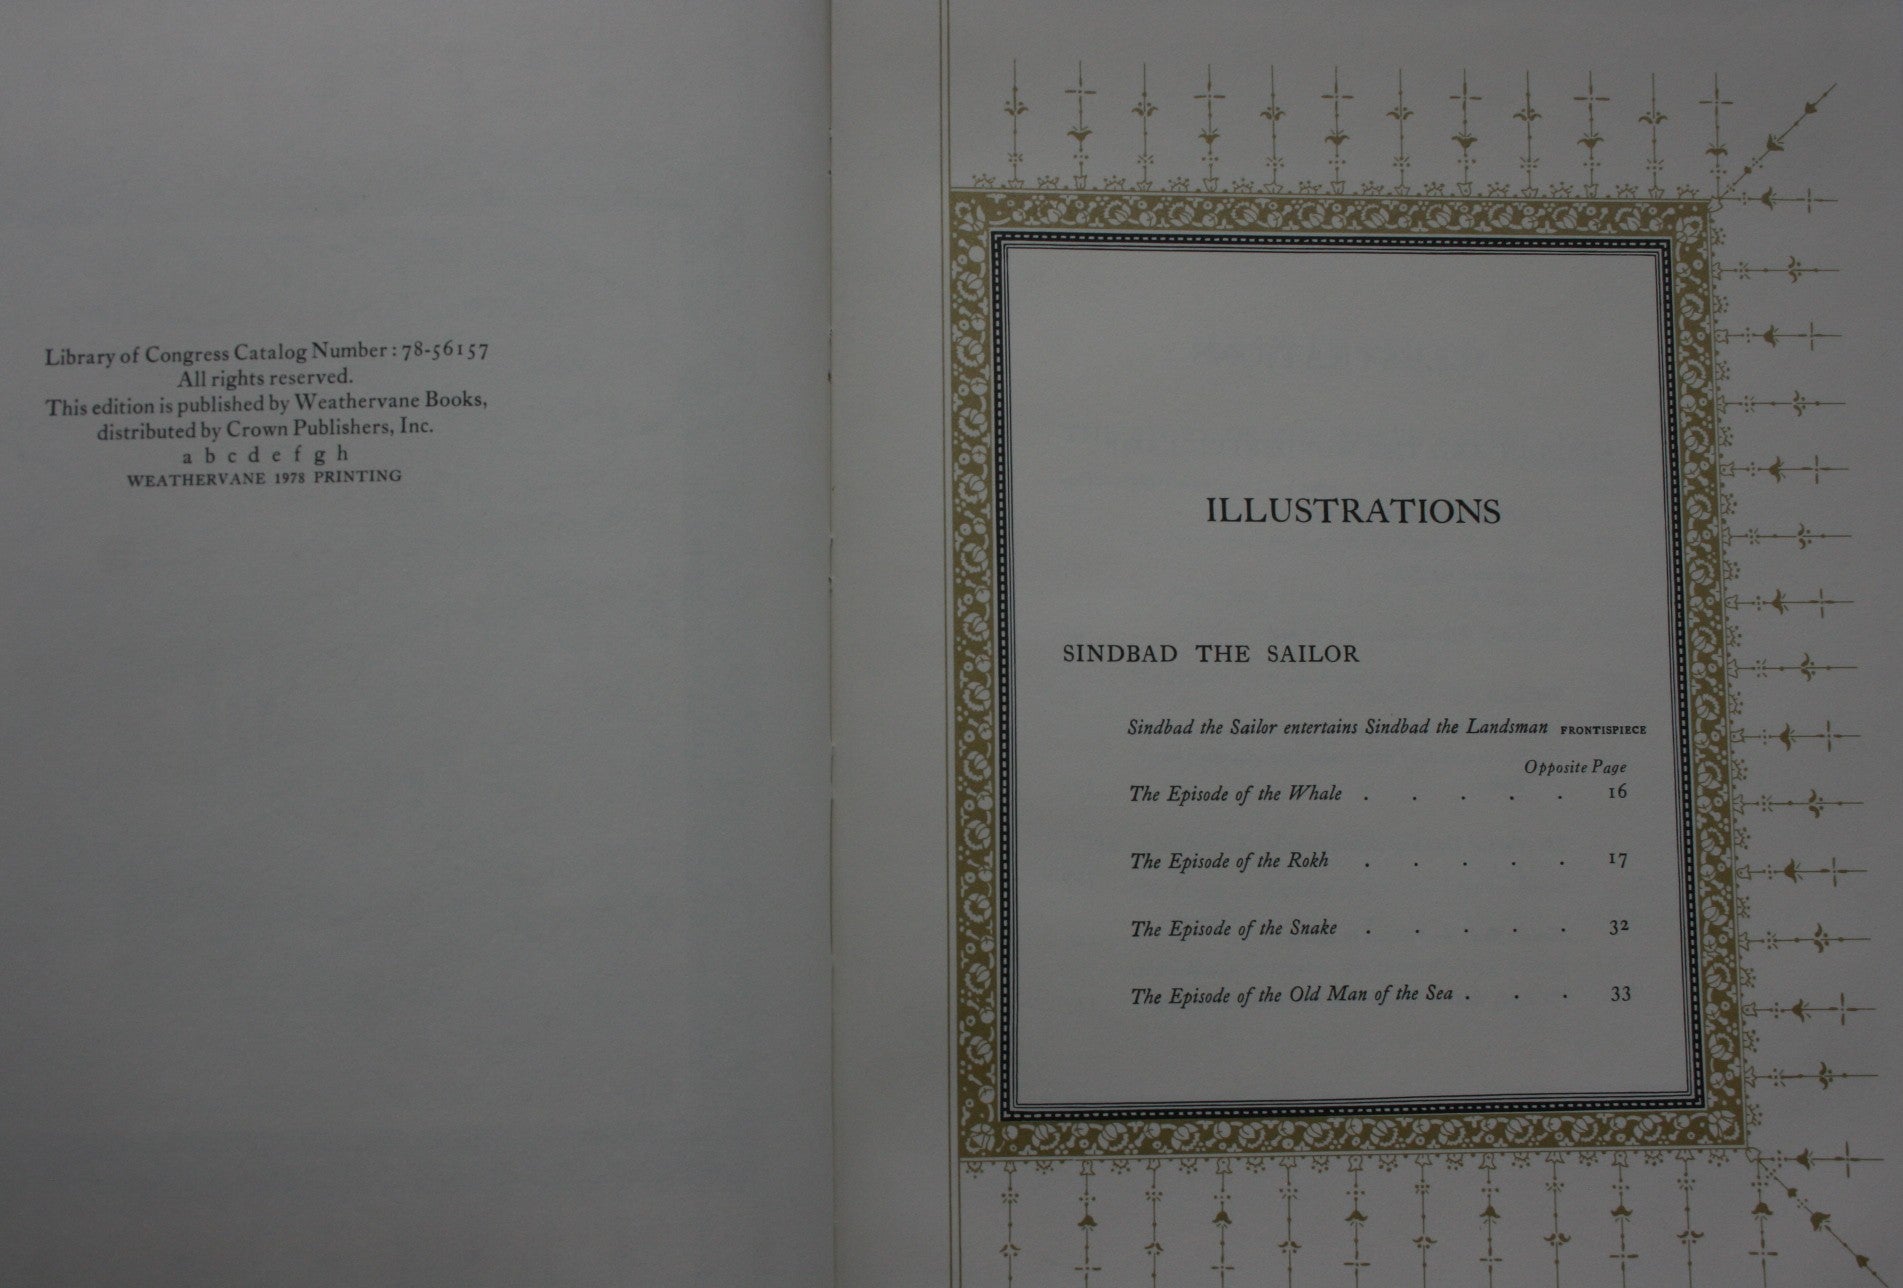 Library of Congress Catalog Number: 78-56157
All rights reserved.
This edition is published by Weathervane Books,
distributed by Crown Publishers, Inc.
a b c d e f g h
WEATHERVANE 1978 PRINTING
ILLUSTRATIONS
SINDBAD THE SAILOR
Sindbad the Sailor entertains Sindbad the Landsman FRONTISPIECE
Opposite Page
The Episode of the Whale . . . . . 16
The Episode of the Rokh . . . . . 17
The Episode of the Snake . . . . . 32
The Episode of the Old Man of the Sea . . . 33